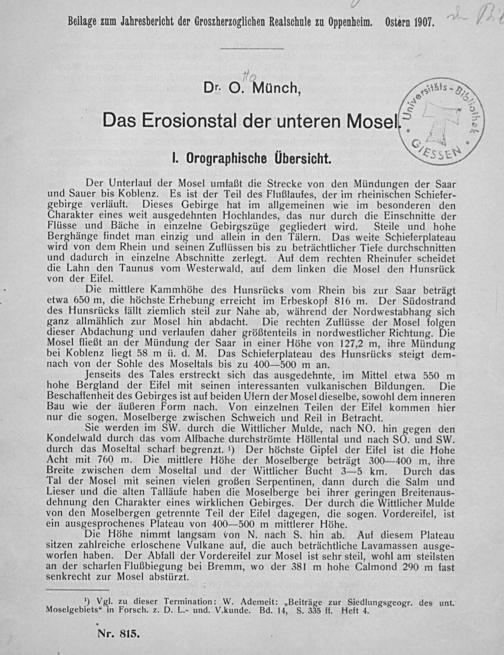 Beilage zum Jahresbericht der Groszherzoglichen Realschule zu Oppenheim. Ostern 1907.
Dr. O. Münch,
Das Erosionstal der unteren Mosel.
Universitäts-Bibliothek
GIESSEN
I. Orographische Übersicht.
Der Unterlauf der Mosel umfaßt die Strecke von den Mündungen der Saar
und Sauer bis Koblenz. Es ist der Teil des Flußlaufes, der im rheinischen Schiefer-
gebirge verläuft. Dieses Gebirge hat im allgemeinen wie im besonderen den
Charakter eines weit ausgedehnten Hochlandes, das nur durch die Einschnitte der
Flüsse und Bäche in einzelne Gebirgszüge gegliedert wird. Steile und hohe
Berghänge findet man einzig und allein in den Tälern. Das weite Schieferplateau
wird von dem Rhein und seinen Zuflüssen bis zu beträchtlicher Tiefe durchschnitten
und dadurch in einzelne Abschnitte zerlegt. Auf dem rechten Rheinufer scheidet
die Lahn den Taunus vom Westerwald, auf dem linken die Mosel den Hunsrück
von der Eifel.
Die mittlere Kammhöhe des Hunsrücks vom Rhein bis zur Saar beträgt
etwa 650 m, die höchste Erhebung erreicht im Erbeskopf 816 m. Der Südostrand
des Hunsrücks fällt ziemlich steil zur Nahe ab, während der Nordwestabhang sich
ganz allmählich zur Mosel hin abdacht. Die rechten Zuflüsse der Mosel folgen
dieser Abdachung und verlaufen daher größtenteils in nordwestlicher Richtung. Die
Mosel fließt an der Mündung der Saar in einer Höhe von 127,2 m, ihre Mündung
bei Koblenz liegt 58 m ü. d. M. Das Schieferplateau des Hunsrücks steigt dem-
nach von der Sohle des Moseltals bis zu 400—500 m an.
Jenseits des Tales erstreckt sich das ausgedehnte, im Mittel etwa 550 m
hohe Bergland der Eifel mit seinen interessanten vulkanischen Bildungen. Die
Beschaffenheit des Gebirges ist auf beiden Ufern der Mosel dieselbe, sowohl dem inneren
Bau wie der äußeren Form nach. Von einzelnen Teilen der Eifel kommen hier
nur die sogen. Moselberge zwischen Schweich und Reil in Betracht.
Sie werden im SW. durch die Wittlicher Mulde, nach NO. hin gegen den
Kondelwald durch das vom Alfbache durchströmte Höllental und nach SO. und SW.
durch das Moseltal scharf begrenzt. ¹) Der höchste Gipfel der Eifel ist die Hohe
Acht mit 760 m. Die mittlere Höhe der Moselberge beträgt 300—400 m, ihre
Breite zwischen dem Moseltal und der Wittlicher Bucht 3—5 km. Durch das
Tal der Mosel mit seinen vielen großen Serpentinen, dann durch die Salm und
Lieser und die alten Talläufe haben die Moselberge bei ihrer geringen Breitenaus-
dehnung den Charakter eines wirklichen Gebirges. Der durch die Wittlicher Mulde
von den Moselbergen getrennte Teil der Eifel dagegen, die sogen. Vordereifel, ist
ein ausgesprochenes Plateau von 400—500 m mittlerer Höhe.
Die Höhe nimmt langsam von N. nach S. hin ab. Auf diesem Plateau
sitzen zahlreiche erloschene Vulkane auf, die auch beträchtliche Lavamassen ausge-
worfen haben. Der Abfall der Vordereifel zur Mosel ist sehr steil, wohl am steilsten
an der scharfen Flußbiegung bei Bremm, wo der 381 m hohe Calmond 290 m fast
senkrecht zur Mosel abstürzt.
¹) Vgl. zu dieser Termination: W. Ademeit: „Beiträge zur Siedlungsgeogr. des unt.
Moselgebiets“ in Forsch. z. D. L.- und. V.kunde. Bd. 14, S. 335 ff. Heft 4.
Nr. 815.